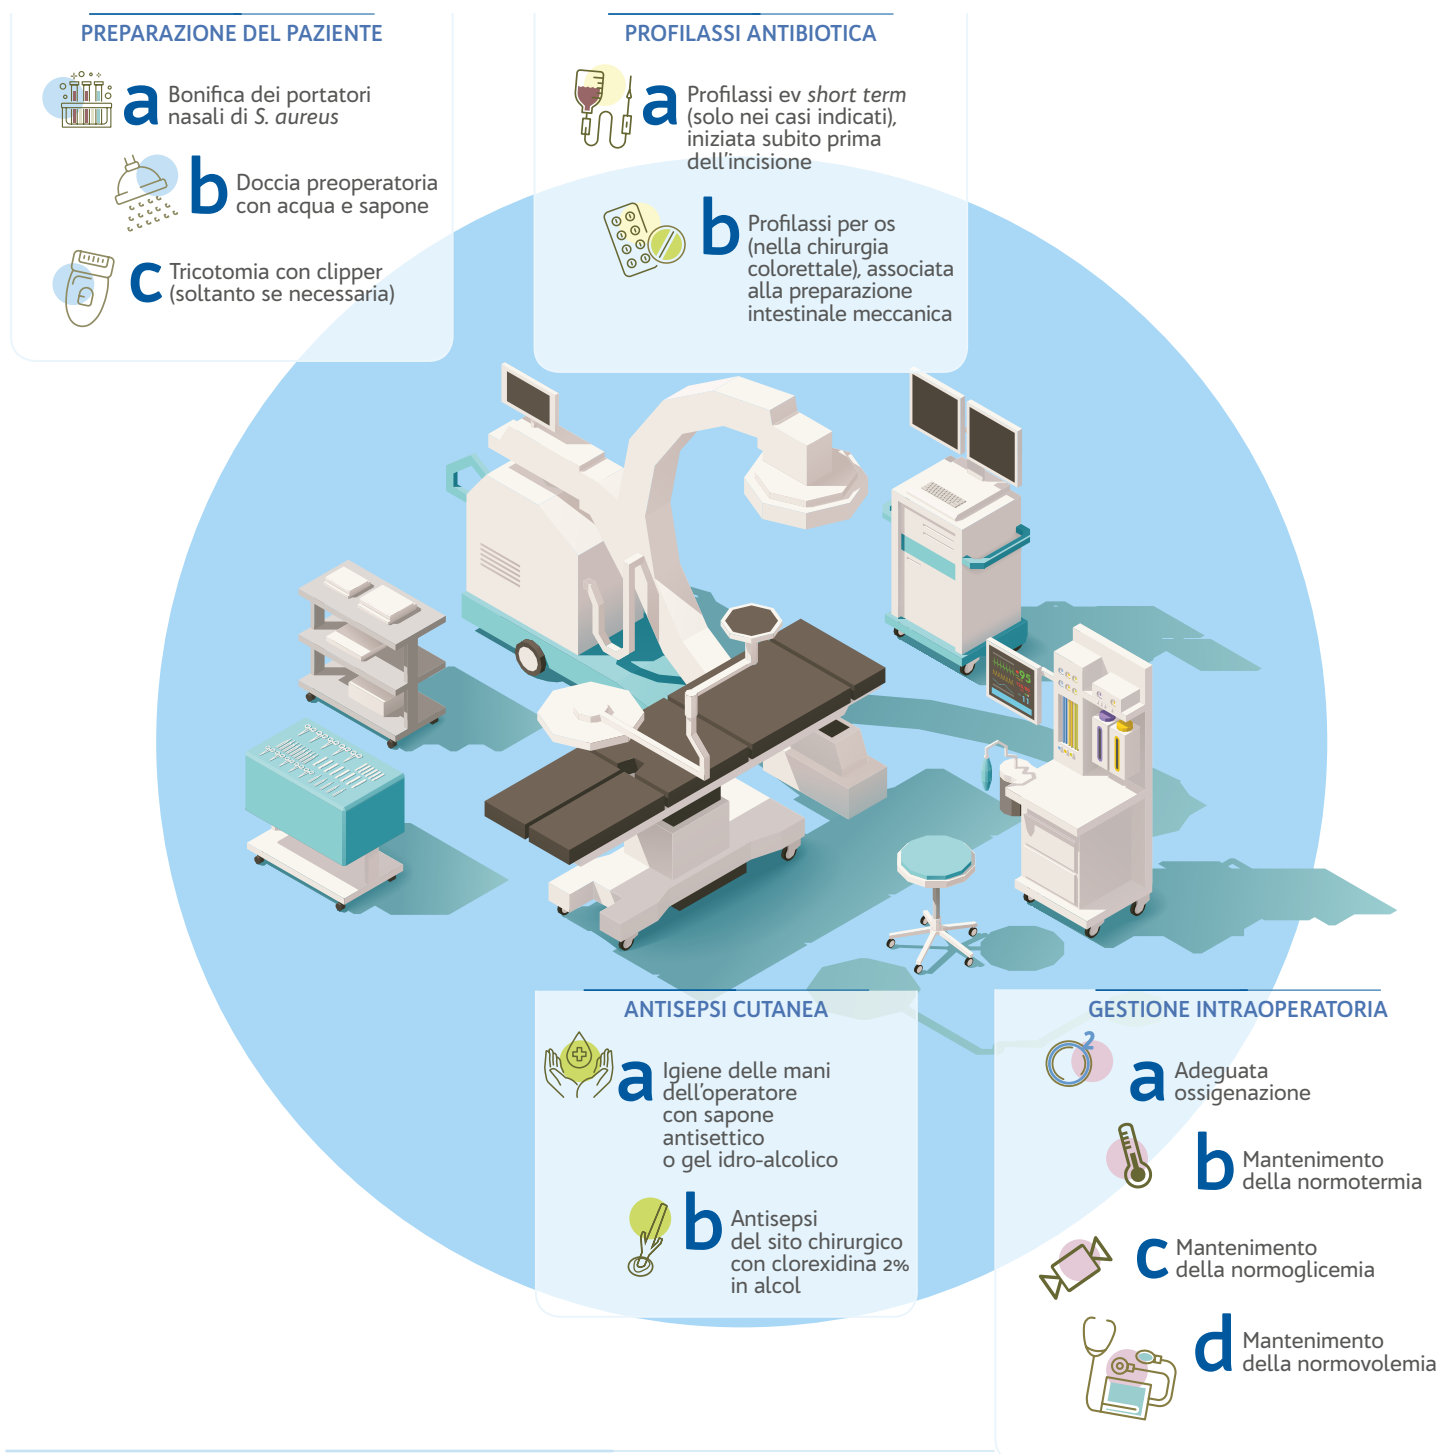 PREPARAZIONE DEL PAZIENTE
a Bonifica dei portatori
nasali di S. aureus
b Doccia preoperatoria
con acqua e sapone
c Tricotomia con clipper
(soltanto se necessaria)
PROFILASSI ANTIBIOTICA
a Profilassi ev short term
(solo nei casi indicati),
iniziata subito prima
dell'incisione
b Profilassi per os
(nella chirurgia
colorettale), associata
alla preparazione
intestinale meccanica
95
11
ANTISEPSI CUTANEA
a Igiene delle mani
dell'operatore
con sapone
antisettico
o gel idro-alcolico
b Antisepsi
del sito chirurgico
con clorexidina 2%
in alcol
GESTIONE INTRAOPERATORIA
O2
a Adeguata
ossigenazione
b Mantenimento
della normotermia
c Mantenimento
della normoglicemia
d Mantenimento
della normovolemia